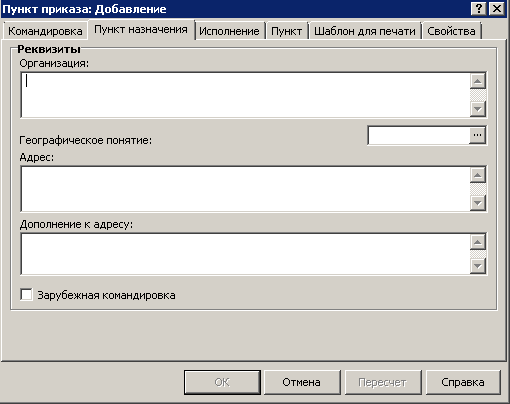 Пункт приказа: Добавление
Командировка Пункт назначения Исполнение Пункт Шаблон для печати Свойства
Реквизиты
Организация:
Географическое понятие: ...
Адрес:
Дополнение к адресу:
Зарубежная командировка
ОК Отмена Пересчет Справка